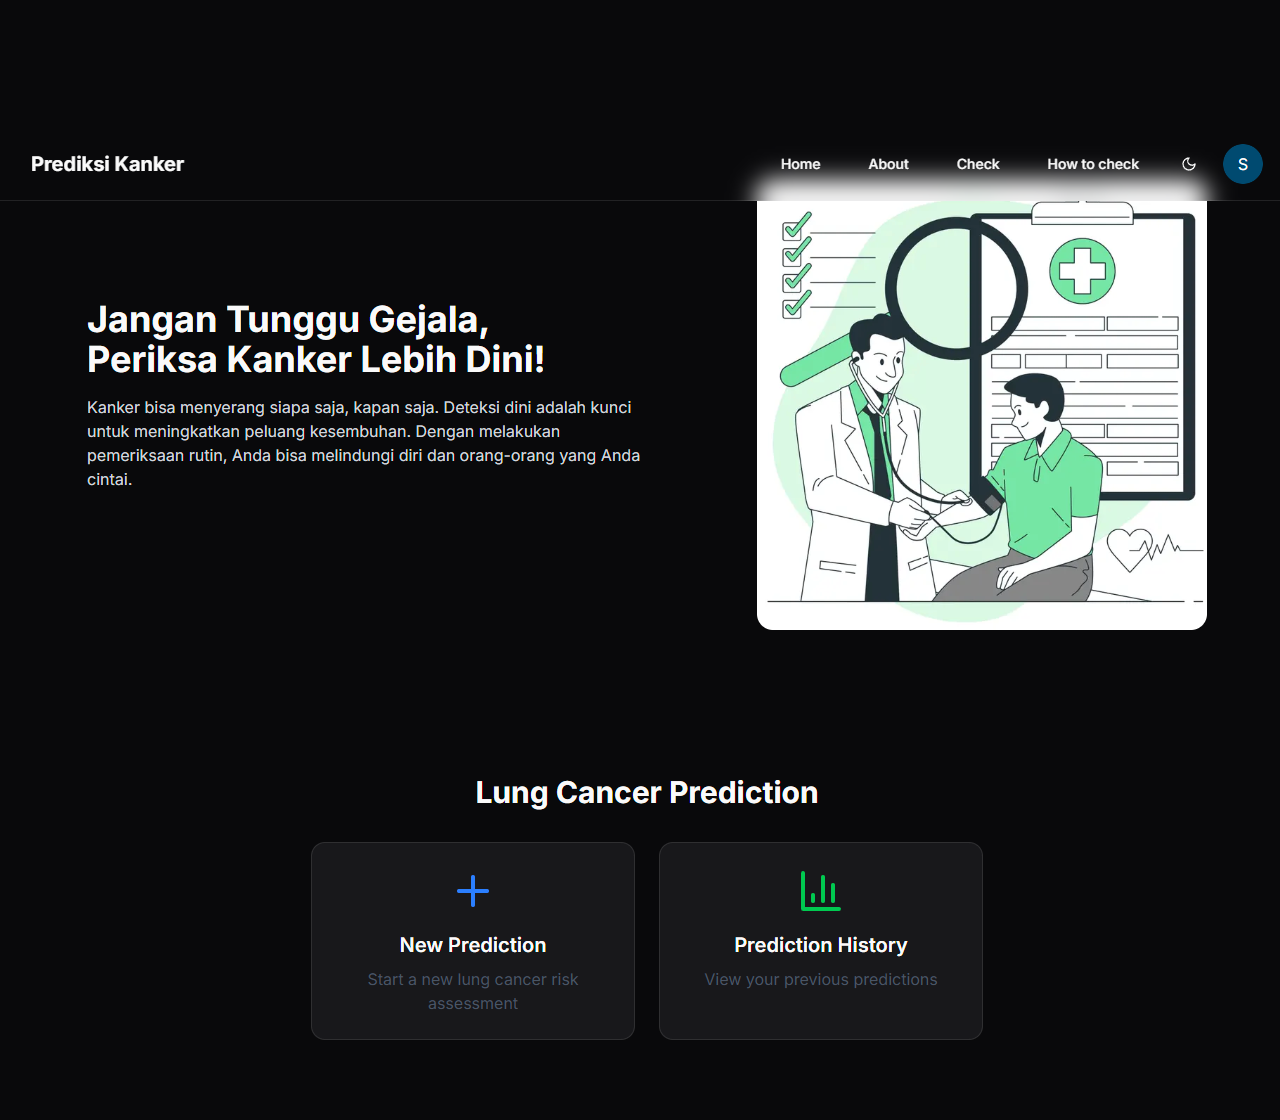 Prediksi Kanker
Home
About
Check
How to check
S
Jangan Tunggu Gejala,
Periksa Kanker Lebih Dini!
Kanker bisa menyerang siapa saja, kapan saja. Deteksi dini adalah kunci
untuk meningkatkan peluang kesembuhan. Dengan melakukan
pemeriksaan rutin, Anda bisa melindungi diri dan orang-orang yang Anda
cintai.
Lung Cancer Prediction
New Prediction
Start a new lung cancer risk
assessment
Prediction History
View your previous predictions